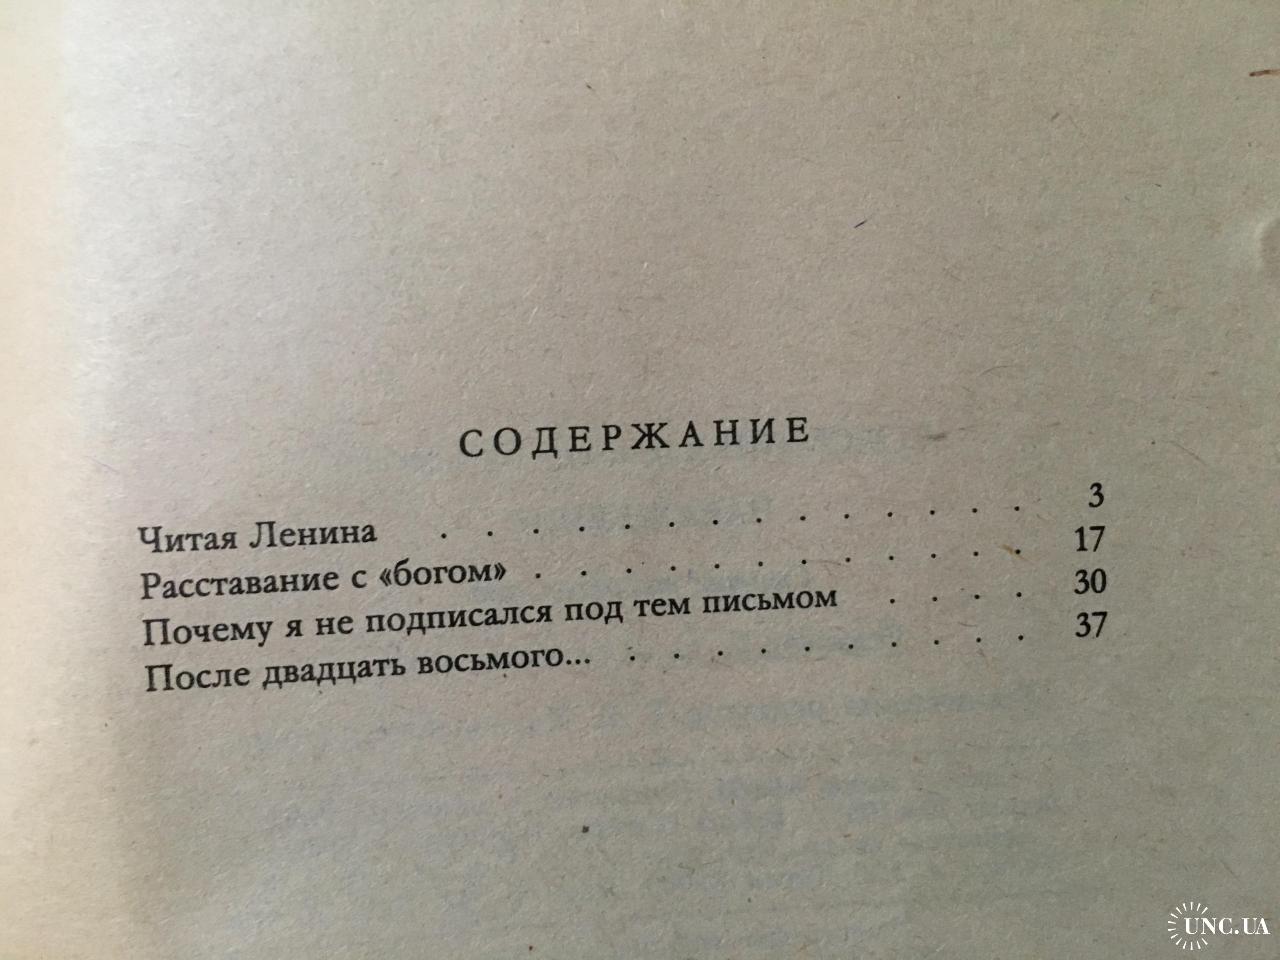 СОДЕРЖАНИЕ
Читая Ленина . . . . . . . . . . . . . . 3
Расставание с «богом» . . . . . . . . . . . . 17
Почему я не подписался под тем письмом . . . . 30
После двадцать восьмого... . . . . . . . . . . 37
UNC.UA